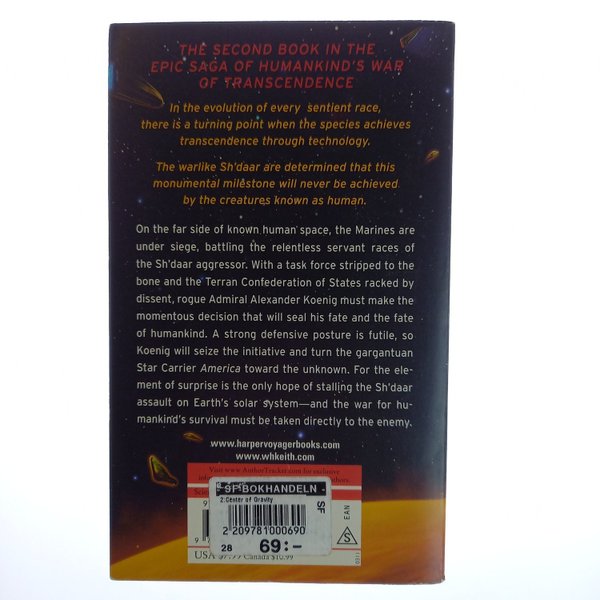 THE SECOND BOOK IN THE
EPIC SAGA OF HUMANKIND'S WAR
OF TRANSCENDENCE
In the evolution of every sentient race,
there is a turning point when the species achieves
transcendence through technology.
The warlike Sh'daar are determined that this
monumental milestone will never be achieved
by the creatures known as human.
On the far side of known human space, the Marines are
under siege, battling the relentless servant races of
the Sh'daar aggressor. With a task force stripped to the
bone and the Terran Confederation of States racked by
dissent, rogue Admiral Alexander Koenig must make the
momentous decision that will seal his fate and the fate
of humankind. A strong defensive posture is futile, so
Koenig will seize the initiative and turn the gargantuan
Star Carrier America toward the unknown. For the ele-
ment of surprise is the only hope of stalling the Sh'daar
assault on Earth's solar system—and the war for hu-
mankind's survival must be taken directly to the enemy.
www.harpervoyagerbooks.com
www.whkeith.com
Visit www.AuthorTracker.com for exclusive
SF-BOKHANDELN
2:Center of Gravity
SF
2 209781000690
28 69:-
S EAN
0311
USA $7.99 Canada $10.99